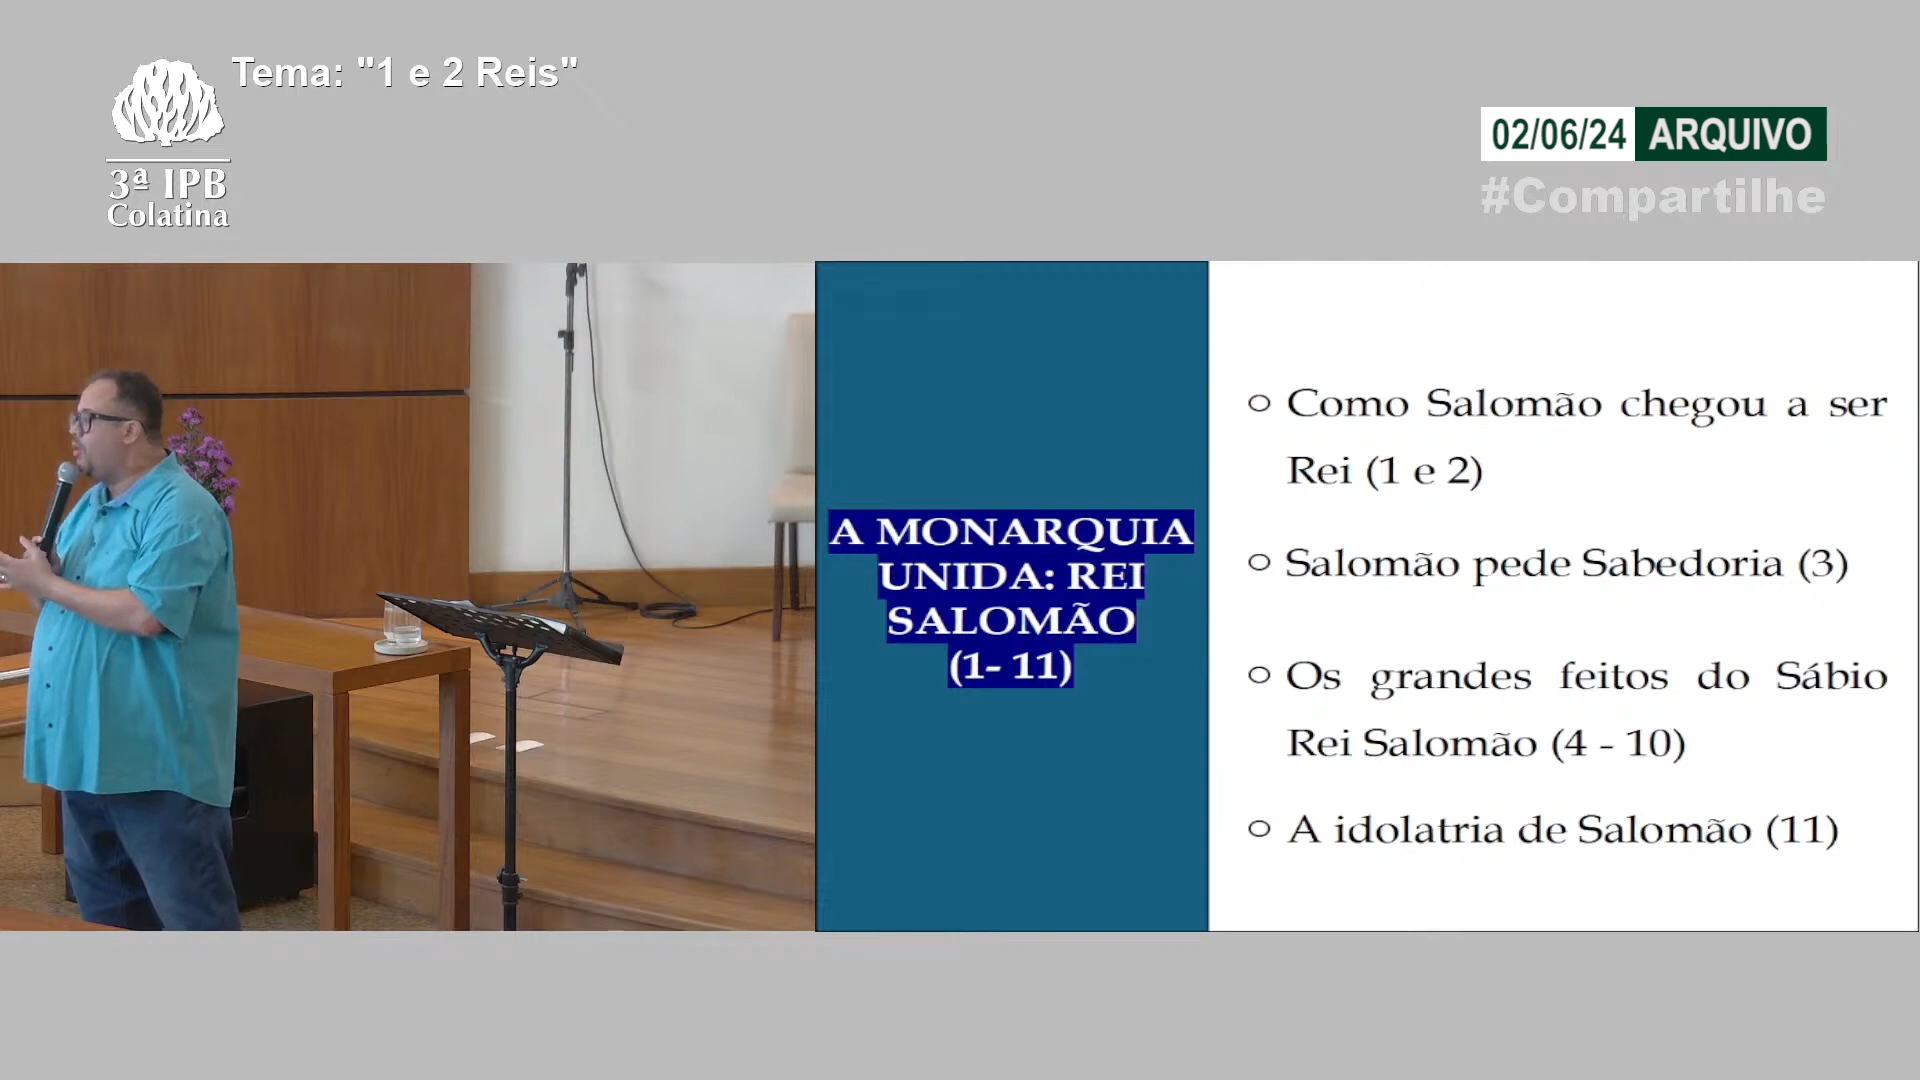 Tema: "1 e 2 Reis"
3ª IPB
Colatina
02/06/24 ARQUIVO
#Compartilhe
A MONARQUIA
UNIDA: REI
SALOMÃO
(1- 11)
○ Como Salomão chegou a ser
Rei (1 e 2)
○ Salomão pede Sabedoria (3)
○ Os grandes feitos do Sábio
Rei Salomão (4 - 10)
○ A idolatria de Salomão (11)